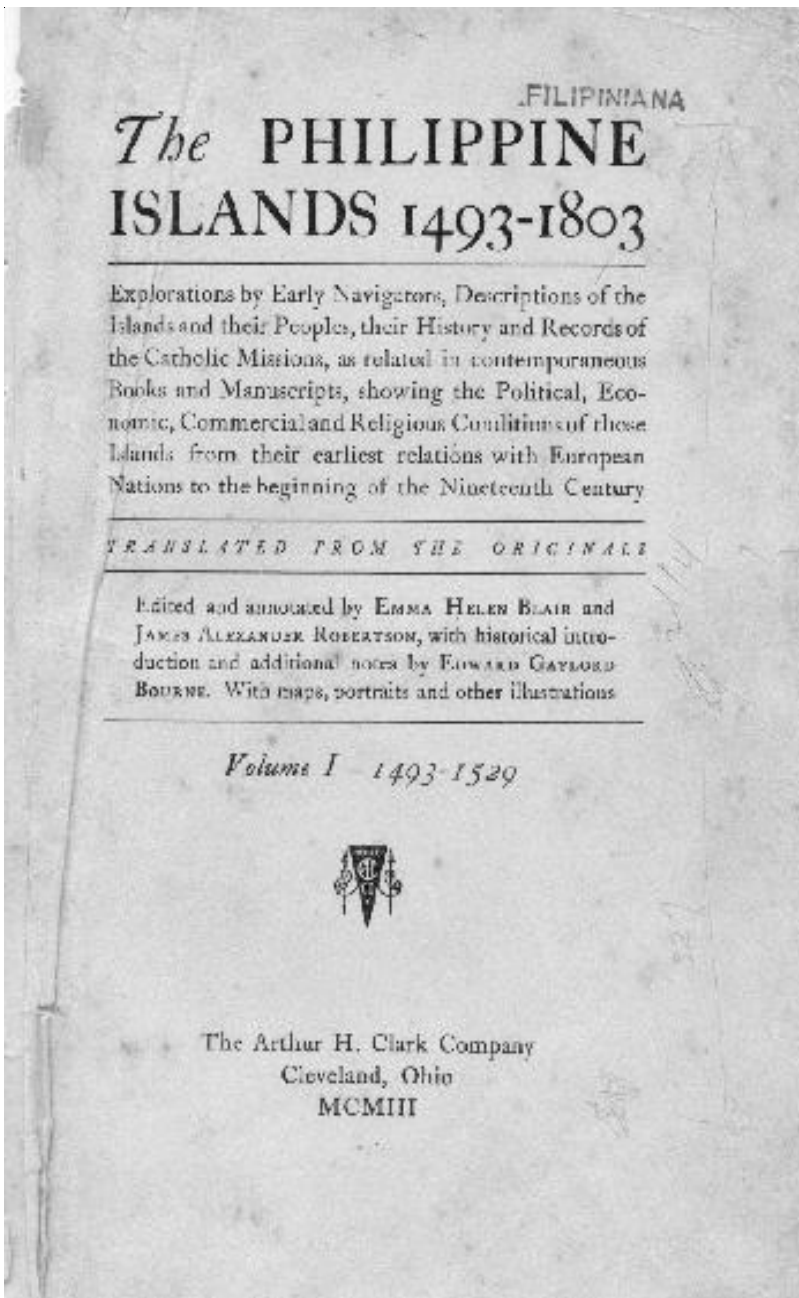 FILIPINIANA
The PHILIPPINE
ISLANDS 1493-1803
Explorations by Early Navigators, Descriptions of the
Islands and their Peoples, their History and Records of
the Catholic Missions, as related in contemporaneous
Books and Manuscripts, showing the Political, Eco-
nomic, Commercial and Religious Conditions of those
Islands from their earliest relations with European
Nations to the beginning of the Nineteenth Century
TRANSLATED FROM THE ORIGINALS
Edited and annotated by EMMA HELEN BLAIR and
JAMES ALEXANDER ROBERTSON, with historical intro-
duction and additional notes by EDWARD GAYLORD
BOURNE. With maps, portraits and other illustrations
Volume I 1493-1529
The Arthur H. Clark Company
Cleveland, Ohio
MCMIII